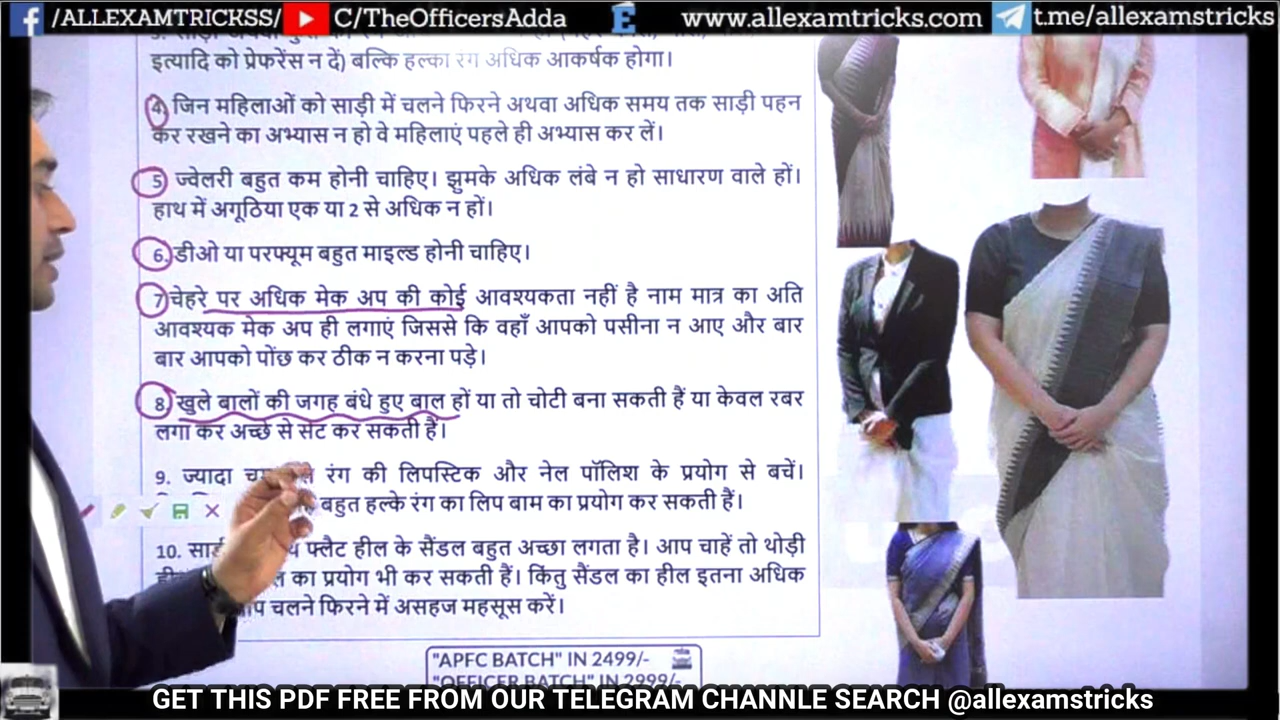 /ALLEXAMTRICKSS/ C/TheOfficersAdda www.allexamtricks.com t.me/allexamstricks
इत्यादि को प्रेफरेंस न दें) बल्कि हल्का रंग अधिक आकर्षक होगा।
4. जिन महिलाओं को साड़ी में चलने फिरने अथवा अधिक समय तक साड़ी पहन
कर रखने का अभ्यास न हो वे महिलाएं पहले ही अभ्यास कर लें।
5 ज्वेलरी बहुत कम होनी चाहिए। झुमके अधिक लंबे न हो साधारण वाले हों।
हाथ में अगूठिया एक या 2 से अधिक न हों।
6. डीओ या परफ्यूम बहुत माइल्ड होनी चाहिए।
7 चेहरे पर अधिक मेक अप की कोई आवश्यकता नहीं है नाम मात्र का अति
आवश्यक मेक अप ही लगाएं जिससे कि वहाँ आपको पसीना न आए और बार
बार आपको पोंछ कर ठीक न करना पड़े।
8. खुले बालों की जगह बंधे हुए बाल हों या तो चोटी बना सकती हैं या केवल रबर
लगा कर अच्छे से सेट कर सकती हैं।
9. ज्यादा रंग की लिपस्टिक और नेल पॉलिश के प्रयोग से बचें।
बहुत हल्के रंग का लिप बाम का प्रयोग कर सकती हैं।
10. फ्लैट हील के सैंडल बहुत अच्छा लगता है। आप चाहें तो थोड़ी
का प्रयोग भी कर सकती हैं। किंतु सैंडल का हील इतना अधिक
चलने फिरने में असहज महसूस करें।
"APFC BATCH" IN 2499/-
"OFFICER BATCH" IN 2999/-
GET THIS PDF FREE FROM OUR TELEGRAM CHANNLE SEARCH @allexamstricks